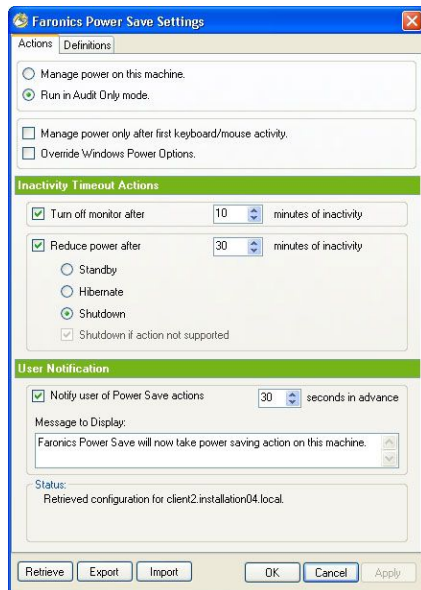 Faronics Power Save Settings
Actions Definitions
Manage power on this machine.
Run in Audit Only mode.
Manage power only after first keyboard/mouse activity.
Override Windows Power Options.
Inactivity Timeout Actions
Turn off monitor after 10 minutes of inactivity
Reduce power after 30 minutes of inactivity
Standby
Hibernate
Shutdown
Shutdown if action not supported
User Notification
Notify user of Power Save actions 30 seconds in advance
Message to Display:
Faronics Power Save will now take power saving action on this machine.
Status:
Retrieved configuration for client2.installation04.local.
Retrieve Export Import OK Cancel Apply